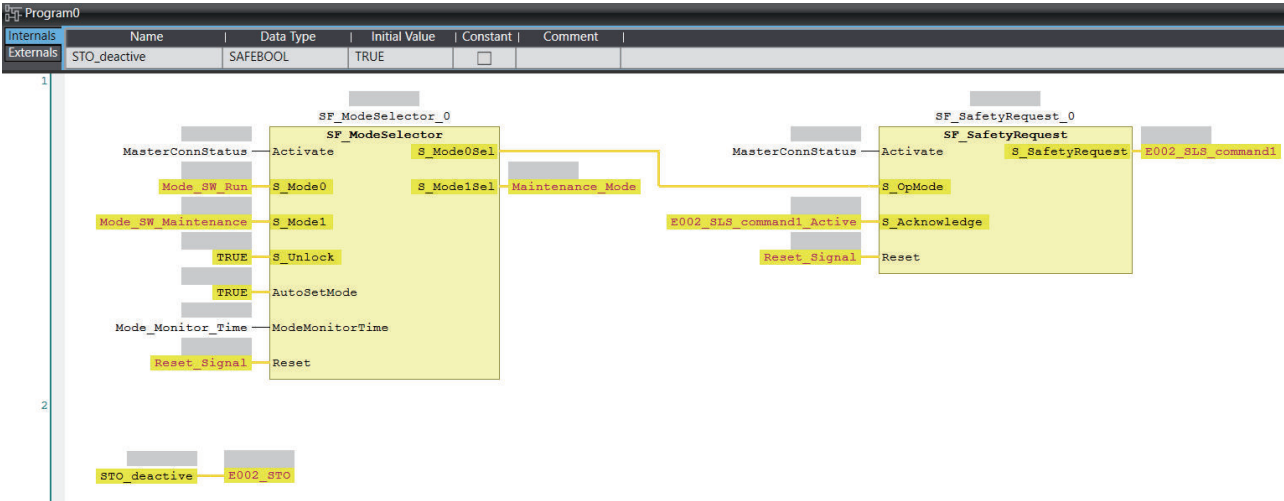 Program0
Internals
Name
Data Type
Initial Value
Constant
Comment
Externals
STO_deactive
SAFEBOOL
TRUE
1
SF_ModeSelector_0
SF_ModeSelector
MasterConnStatus
Activate
S_Mode0Sel
Mode_SW_Run
S_Mode0
S_Mode1Sel
Maintenance_Mode
Mode_SW_Maintenance
S_Mode1
TRUE
S_Unlock
TRUE
AutoSetMode
Mode_Monitor_Time
ModeMonitorTime
Reset_Signal
Reset
SF_SafetyRequest_0
SF_SafetyRequest
MasterConnStatus
Activate
S_SafetyRequest
E002_SLS_command1
S_OpMode
E002_SLS_command1_Active
S_Acknowledge
Reset_Signal
Reset
2
STO_deactive
E002_STO